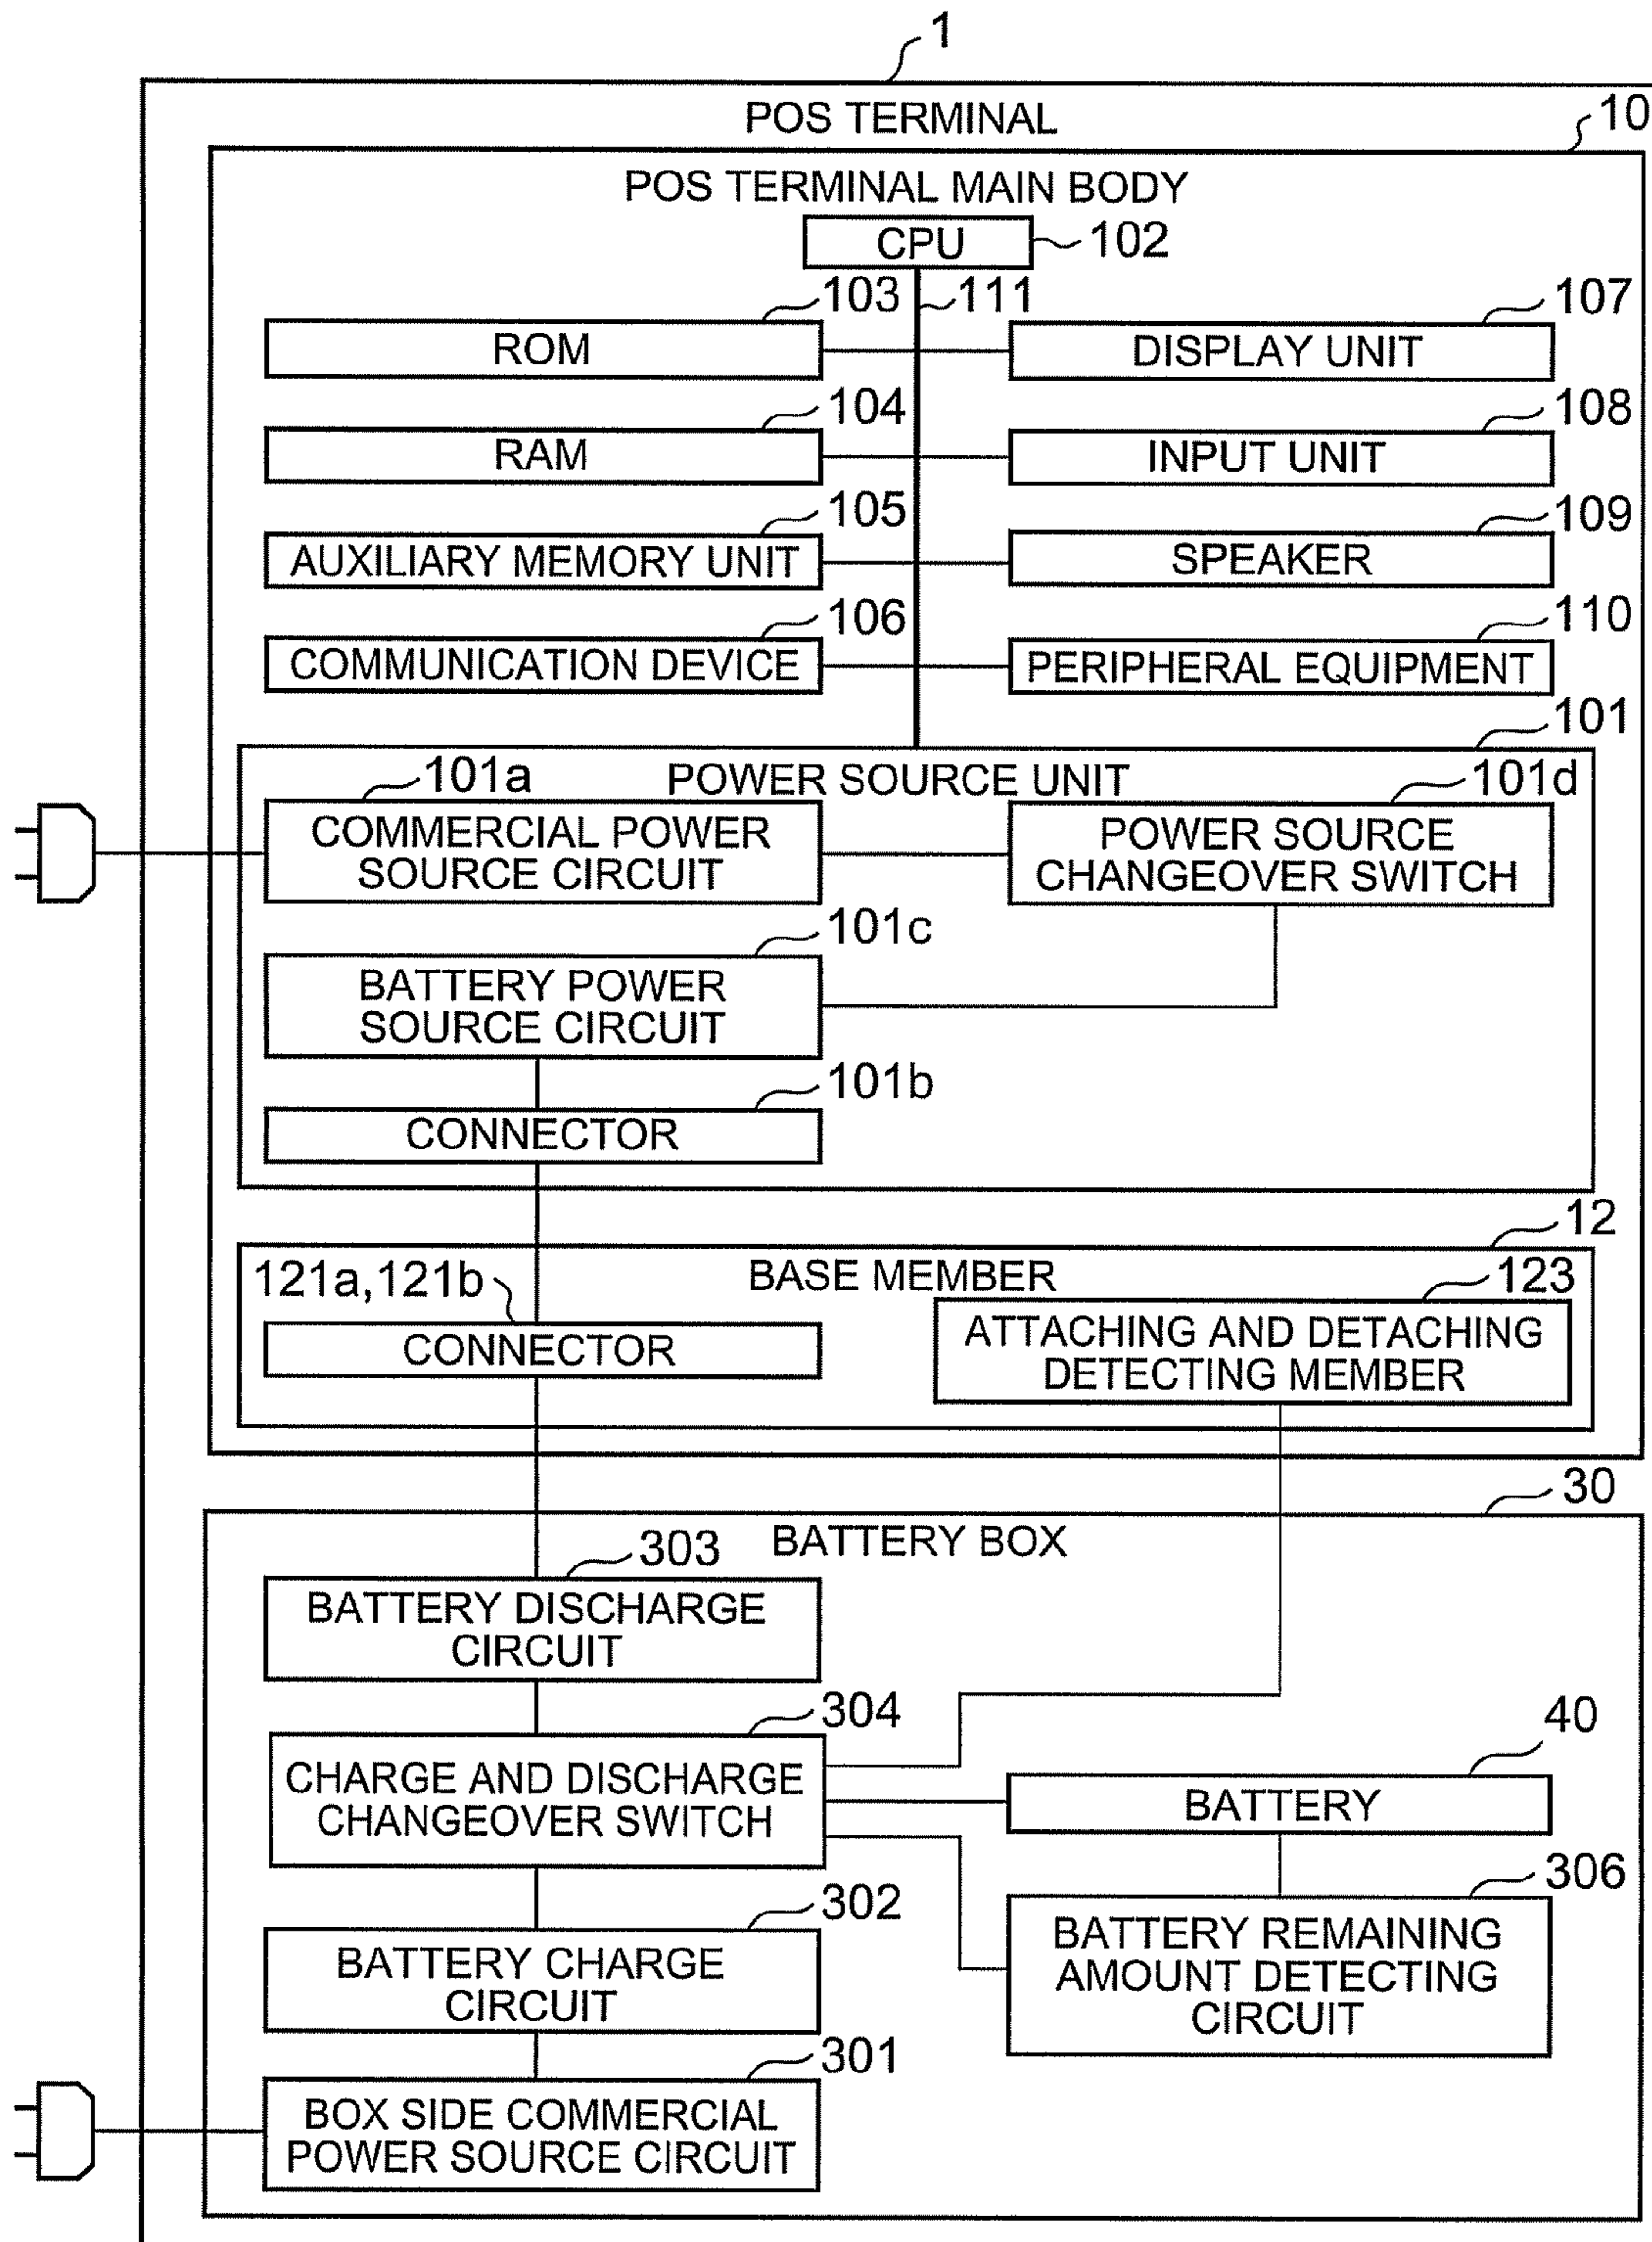 1
POS TERMINAL
10
POS TERMINAL MAIN BODY
CPU
102
103
111
107
ROM
DISPLAY UNIT
104
108
RAM
INPUT UNIT
105
109
AUXILIARY MEMORY UNIT
SPEAKER
106
110
COMMUNICATION DEVICE
PERIPHERAL EQUIPMENT
101
101a
POWER SOURCE UNIT
101d
COMMERCIAL POWER
SOURCE CIRCUIT
POWER SOURCE
CHANGEOVER SWITCH
101c
BATTERY POWER
SOURCE CIRCUIT
101b
CONNECTOR
12
121a,121b
BASE MEMBER
123
CONNECTOR
ATTACHING AND DETACHING
DETECTING MEMBER
30
BATTERY BOX
303
BATTERY DISCHARGE
CIRCUIT
304
40
CHARGE AND DISCHARGE
CHANGEOVER SWITCH
BATTERY
302
306
BATTERY CHARGE
CIRCUIT
BATTERY REMAINING
AMOUNT DETECTING
CIRCUIT
301
BOX SIDE COMMERCIAL
POWER SOURCE CIRCUIT